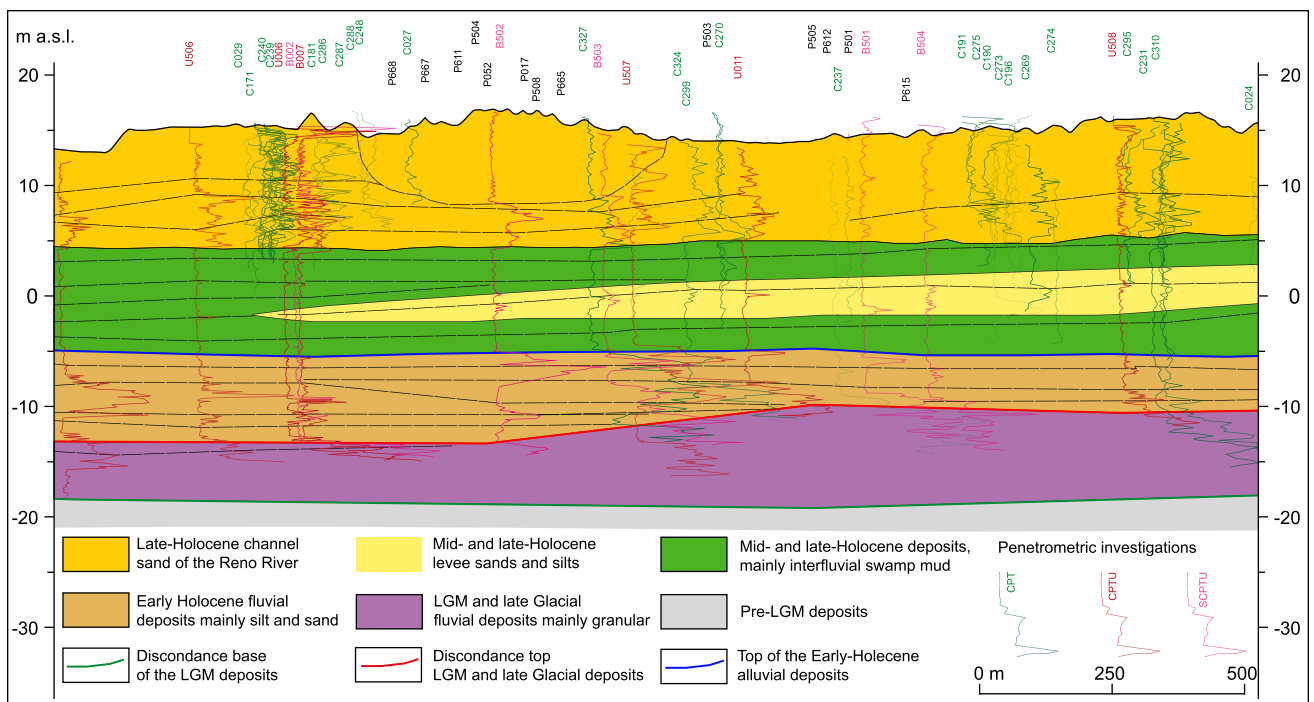 m a.s.l.
U506
C029
C171
C240
C239
U006
B002
B007
C181
C286
C287
C288
C248
P668
C027
P667
P611
P504
P052
B502
P017
P508
P665
C327
B503
U507
C324
C299
P503
C270
U011
P505
P612
C237
P501
B501
P615
B504
C191
C275
C190
C273
C196
C269
C274
U508
C295
C231
C310
C024
20
10
0
-10
-20
-30
20
10
0
-10
-20
-30
Late-Holocene channel
sand of the Reno River
Mid- and late-Holocene
levee sands and silts
Mid- and late-Holocene deposits,
mainly interfluvial swamp mud
Early Holocene fluvial
deposits mainly silt and sand
LGM and late Glacial
fluvial deposits mainly granular
Pre-LGM deposits
Discondance base
of the LGM deposits
Discondance top
LGM and late Glacial deposits
Top of the Early-Holecene
alluvial deposits
Penetrometric investigations
CPT
CPTU
SCPTU
0 m
250
500